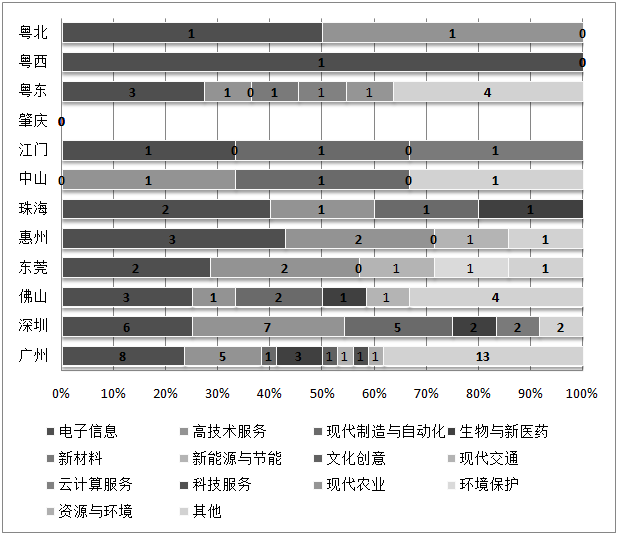 粤北 1 1 0
粤西 1 0
粤东 3 1 0 1 1 1 4
肇庆 0
江门 1 0 1 0 1
中山 0 1 1 0 1
珠海 2 1 1 1
惠州 3 2 0 1 1
东莞 2 2 0 1 1 1
佛山 3 1 2 1 1 4
深圳 6 7 5 2 2 2
广州 8 5 1 3 1 1 1 1 13
0% 10% 20% 30% 40% 50% 60% 70% 80% 90% 100%
电子信息 高技术服务 现代制造与自动化 生物与新医药
新材料 新能源与节能 文化创意 现代交通
云计算服务 科技服务 现代农业 环境保护
资源与环境 其他